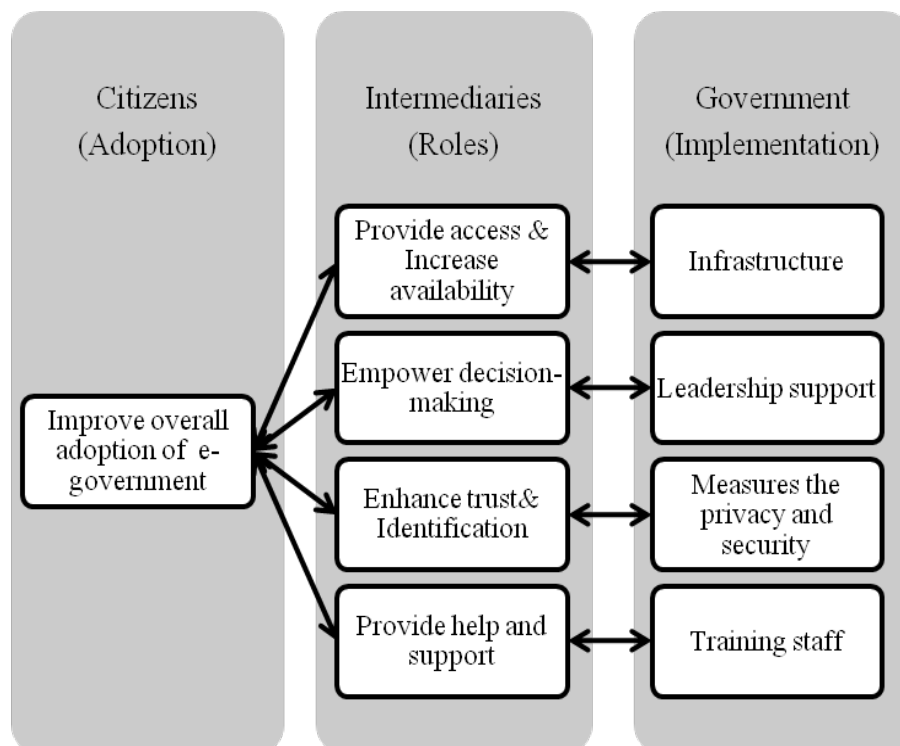 Citizens
(Adoption)
Intermediaries
(Roles)
Government
(Implementation)
Improve overall
adoption of e-
government
Provide access &
Increase
availability
Empower decision-
making
Enhance trust&
Identification
Provide help and
support
Infrastructure
Leadership support
Measures the
privacy and
security
Training staff